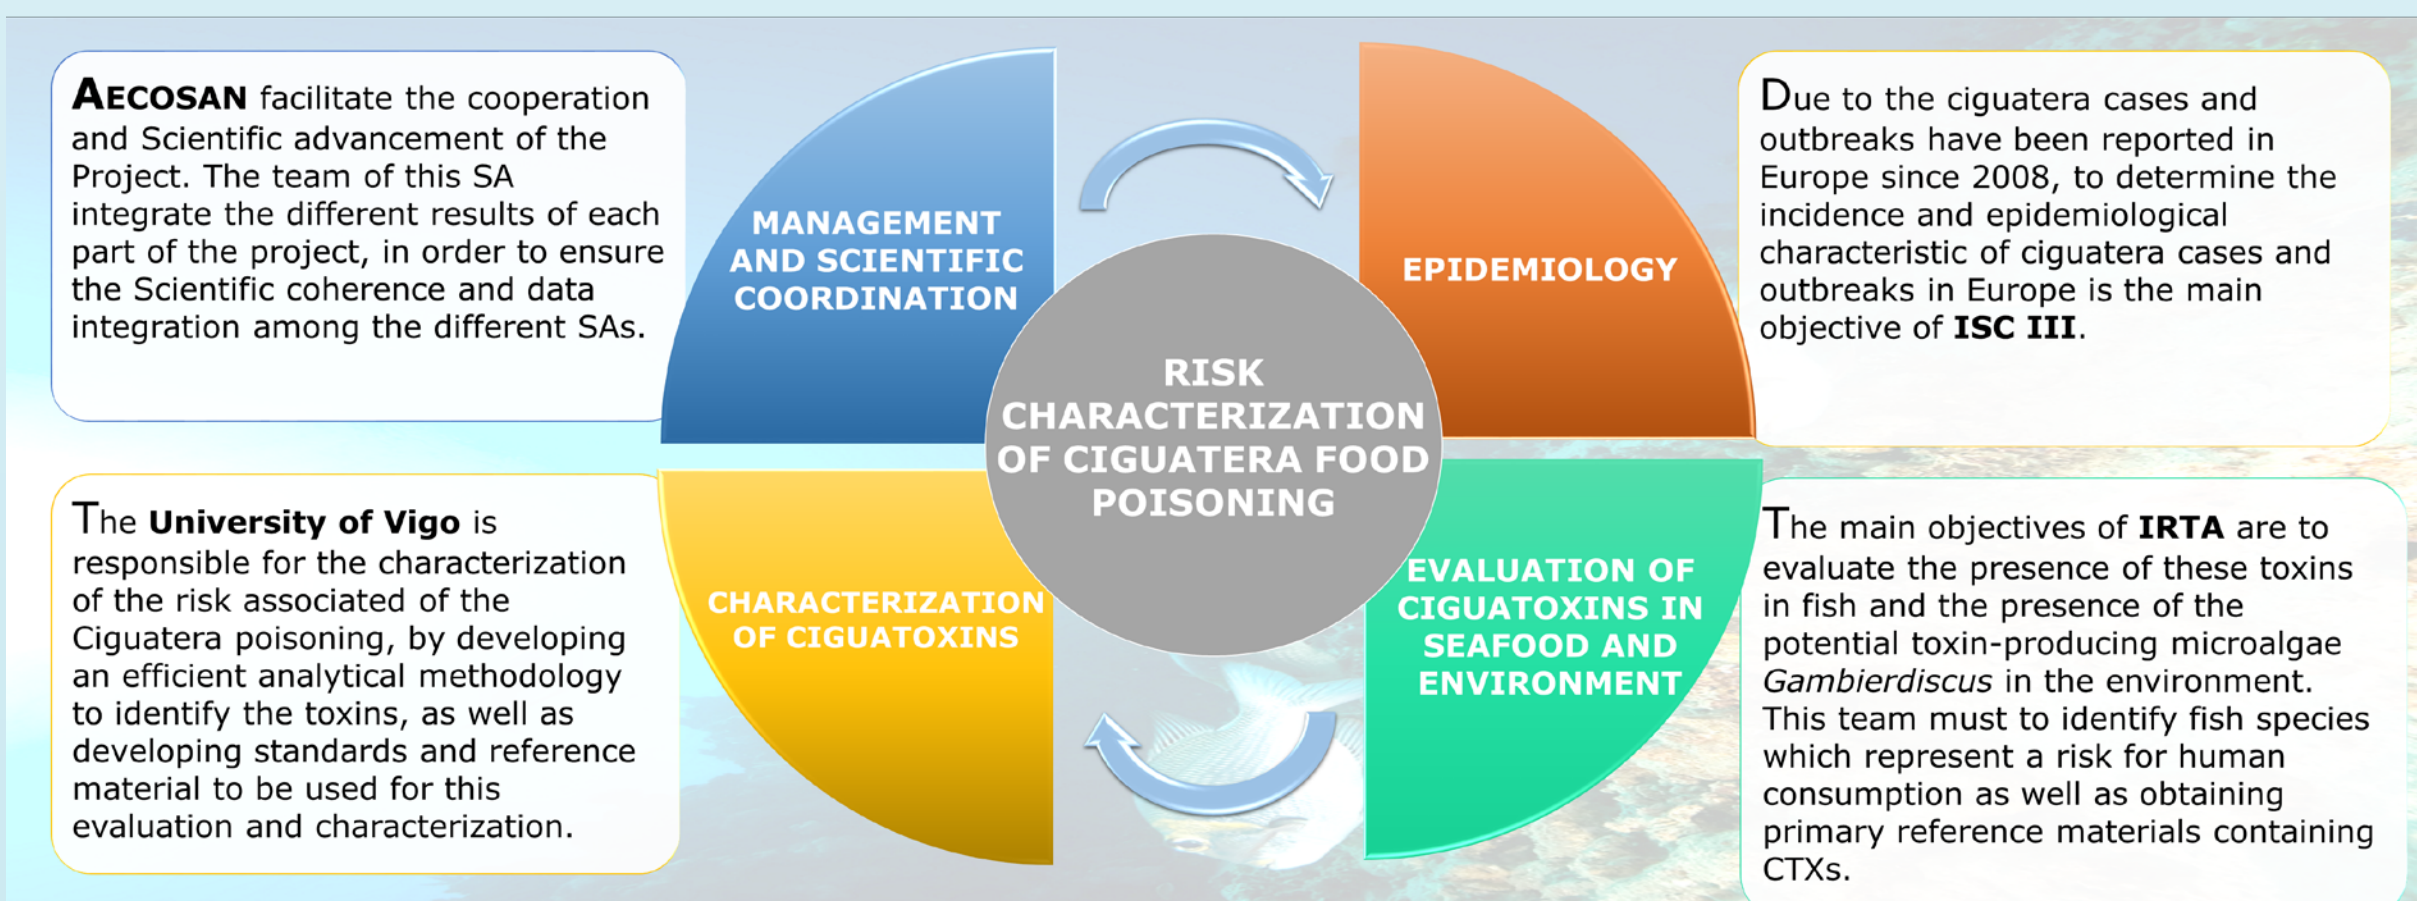 AECOSAN facilitate the cooperation
and Scientific advancement of the
Project. The team of this SA
integrate the different results of each
part of the project, in order to ensure
the Scientific coherence and data
integration among the different SAs.
MANAGEMENT
AND SCIENTIFIC
COORDINATION
EPIDEMIOLOGY
Due to the ciguatera cases and
outbreaks have been reported in
Europe since 2008, to determine the
incidence and epidemiological
characteristic of ciguatera cases and
outbreaks in Europe is the main
objective of ISC III.
RISK
CHARACTERIZATION
OF CIGUATERA FOOD
POISONING
The University of Vigo is
responsible for the characterization
of the risk associated of the
Ciguatera poisoning, by developing
an efficient analytical methodology
to identify the toxins, as well as
developing standards and reference
material to be used for this
evaluation and characterization.
CHARACTERIZATION
OF CIGUATOXINS
EVALUATION OF
CIGUATOXINS IN
SEAFOOD AND
ENVIRONMENT
The main objectives of IRTA are to
evaluate the presence of these toxins
in fish and the presence of the
potential toxin-producing microalgae
Gambierdiscus in the environment.
This team must to identify fish species
which represent a risk for human
consumption as well as obtaining
primary reference materials containing
CTXs.